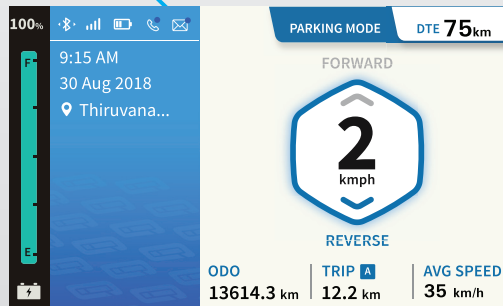 100%
F
E
9:15 AM
30 Aug 2018
Thiruvana...
PARKING MODE
DTE 75km
FORWARD
2
kmph
REVERSE
ODO
13614.3 km
TRIP A
12.2 km
AVG SPEED
35 km/h